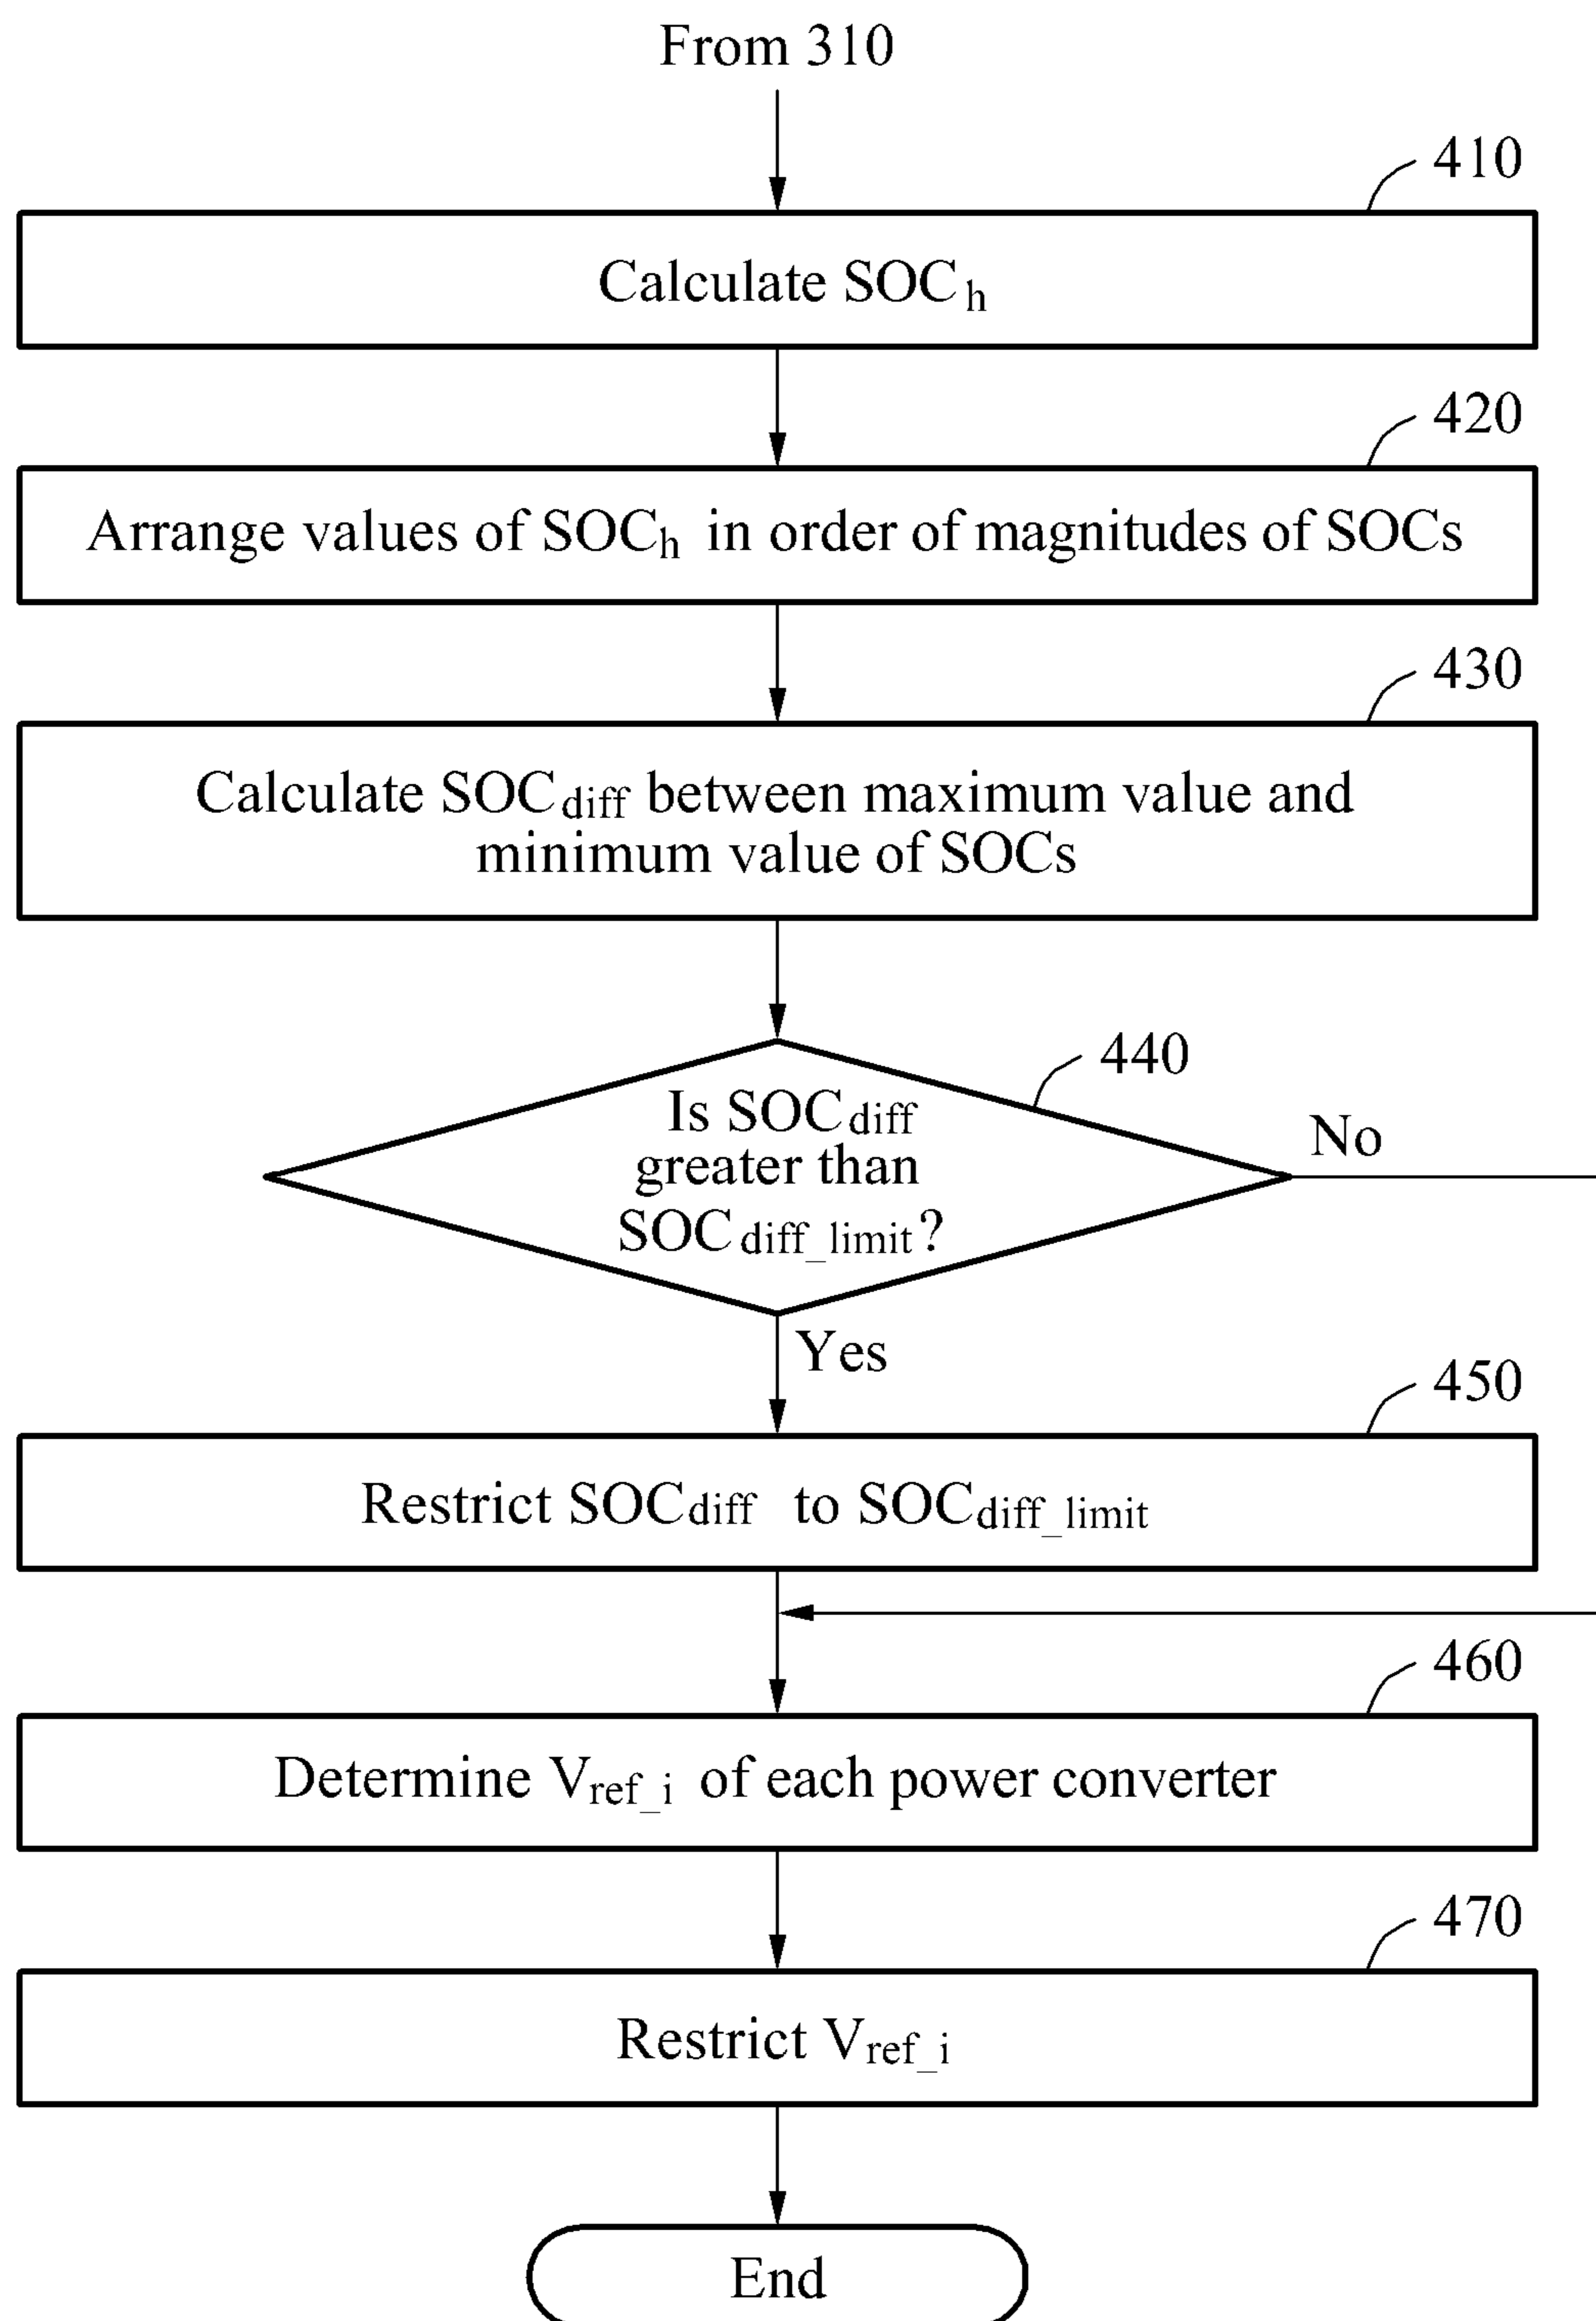 From 310
410
Calculate SOCh
420
Arrange values of SOCh in order of magnitudes of SOCs
430
Calculate SOCdiff between maximum value and
minimum value of SOCs
440
Is SOCdiff
greater than
SOCdiff_limit?
No
Yes
450
Restrict SOCdiff to SOCdiff_limit
460
Determine Vref_i of each power converter
470
Restrict Vref_i
End